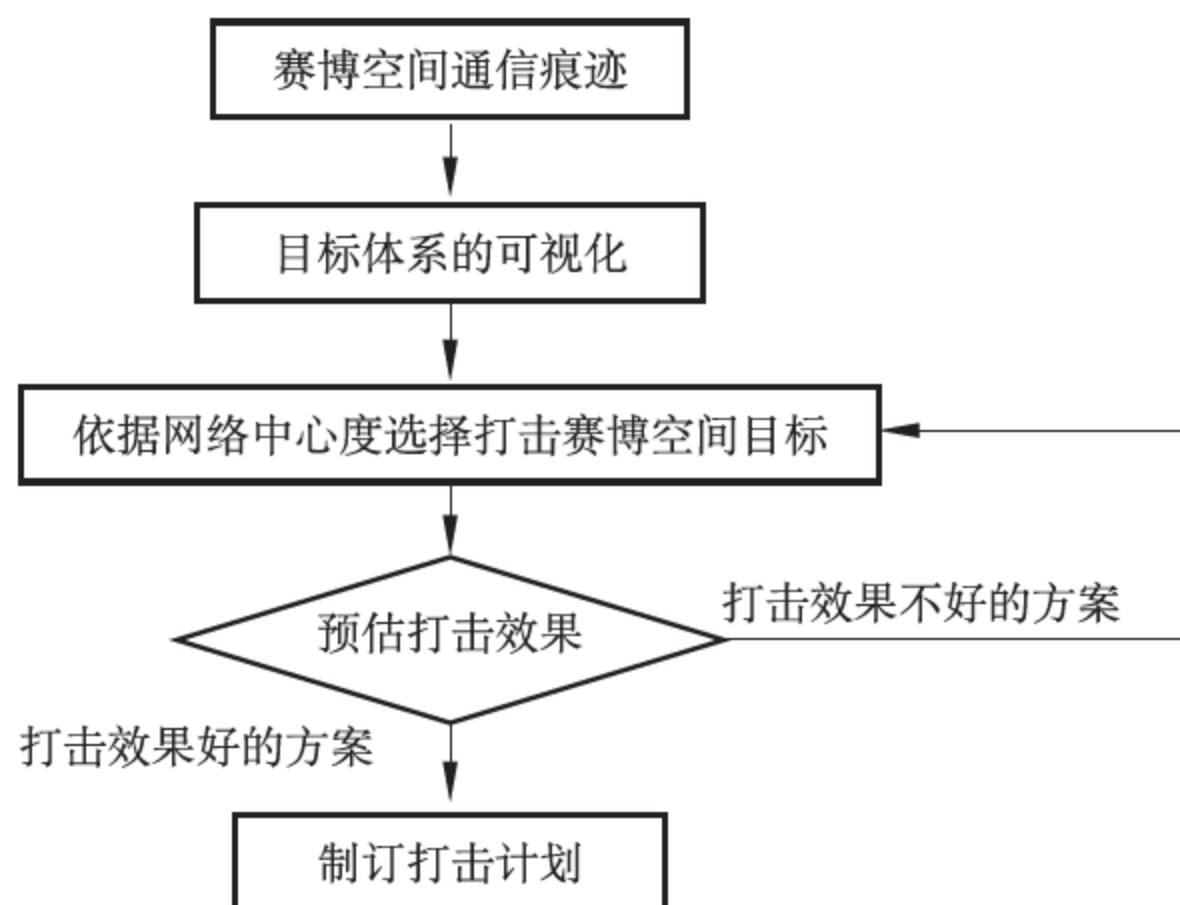 赛博空间通信痕迹
目标体系的可视化
依据网络中心度选择打击赛博空间目标
预估打击效果
打击效果不好的方案
打击效果好的方案
制订打击计划